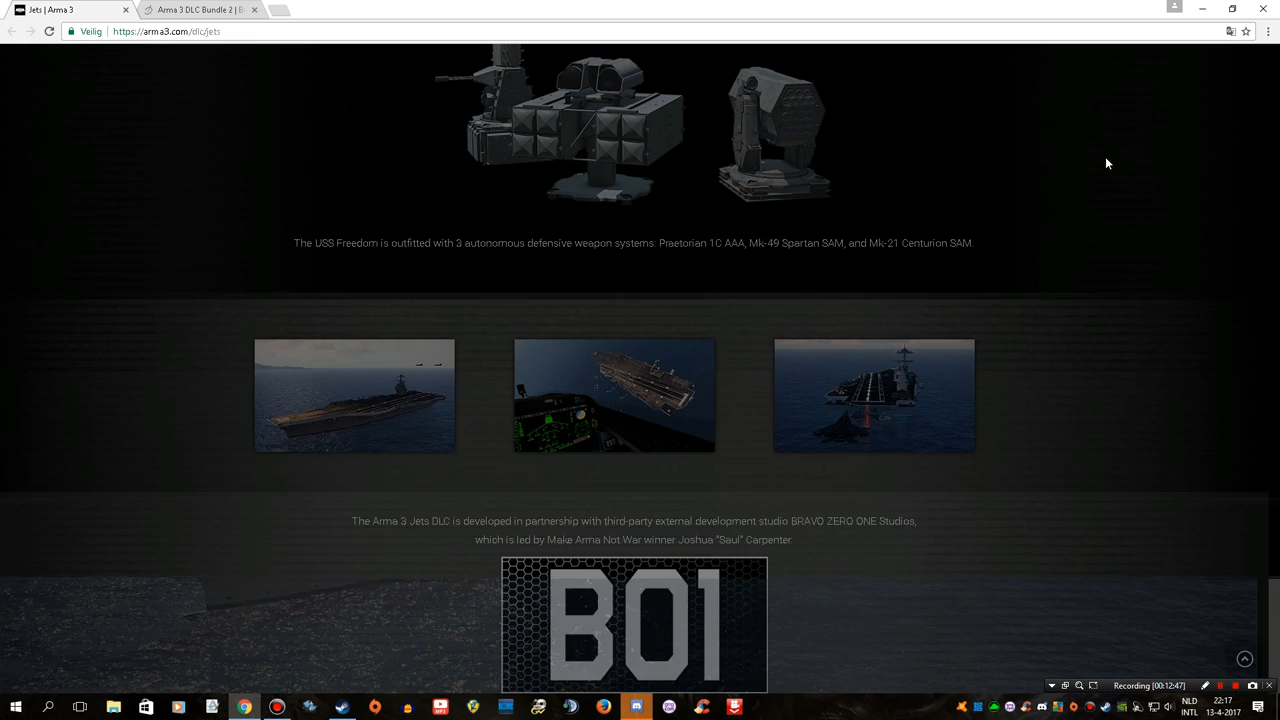 Jets | Arma 3
Arma 3 DLC Bundle 2 | B
Veilig
https://arma3.com/dlc/jets
The USS Freedom is outfitted with 3 autonomous defensive weapon systems: Praetorian 1C AAA, Mk-49 Spartan SAM, and Mk-21 Centurion SAM.
The Arma 3 Jets DLC is developed in partnership with third-party external development studio BRAVO ZERO ONE Studios,
which is led by Make Arma Not War winner Joshua "Saul" Carpenter.
B01
Recording [00:12:47]
MP3
NLD
INTL
22:17
13-4-2017